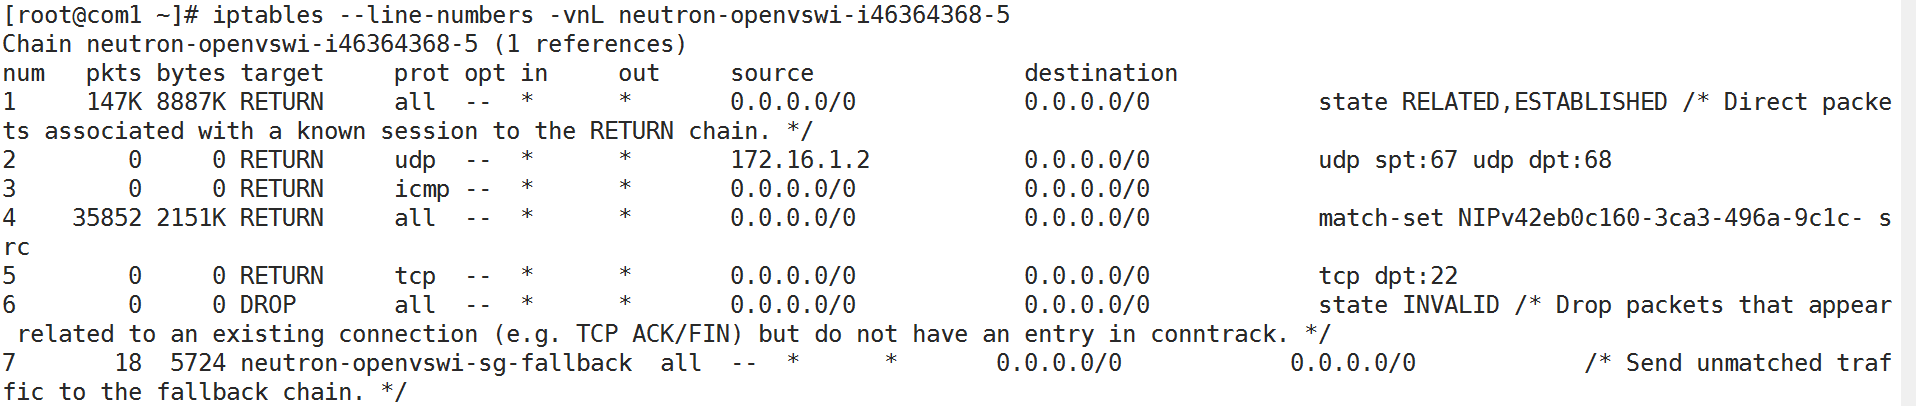 [root@com1 ~]# iptables --line-numbers -vnL neutron-openvswi-i46364368-5
Chain neutron-openvswi-i46364368-5 (1 references)
num   pkts bytes target     prot opt in     out     source               destination
1     147K 8887K RETURN     all  --  *      *       0.0.0.0/0            0.0.0.0/0            state RELATED,ESTABLISHED /* Direct packe
ts associated with a known session to the RETURN chain. */
2        0     0 RETURN     udp  --  *      *       172.16.1.2           0.0.0.0/0            udp spt:67 udp dpt:68
3        0     0 RETURN     icmp --  *      *       0.0.0.0/0            0.0.0.0/0
4    35852 2151K RETURN     all  --  *      *       0.0.0.0/0            0.0.0.0/0            match-set NIPv42eb0c160-3ca3-496a-9c1c- s
rc
5        0     0 RETURN     tcp  --  *      *       0.0.0.0/0            0.0.0.0/0            tcp dpt:22
6        0     0 DROP       all  --  *      *       0.0.0.0/0            0.0.0.0/0            state INVALID /* Drop packets that appear
 related to an existing connection (e.g. TCP ACK/FIN) but do not have an entry in conntrack. */
7       18  5724 neutron-openvswi-sg-fallback  all  --  *      *       0.0.0.0/0            0.0.0.0/0            /* Send unmatched traf
fic to the fallback chain. */